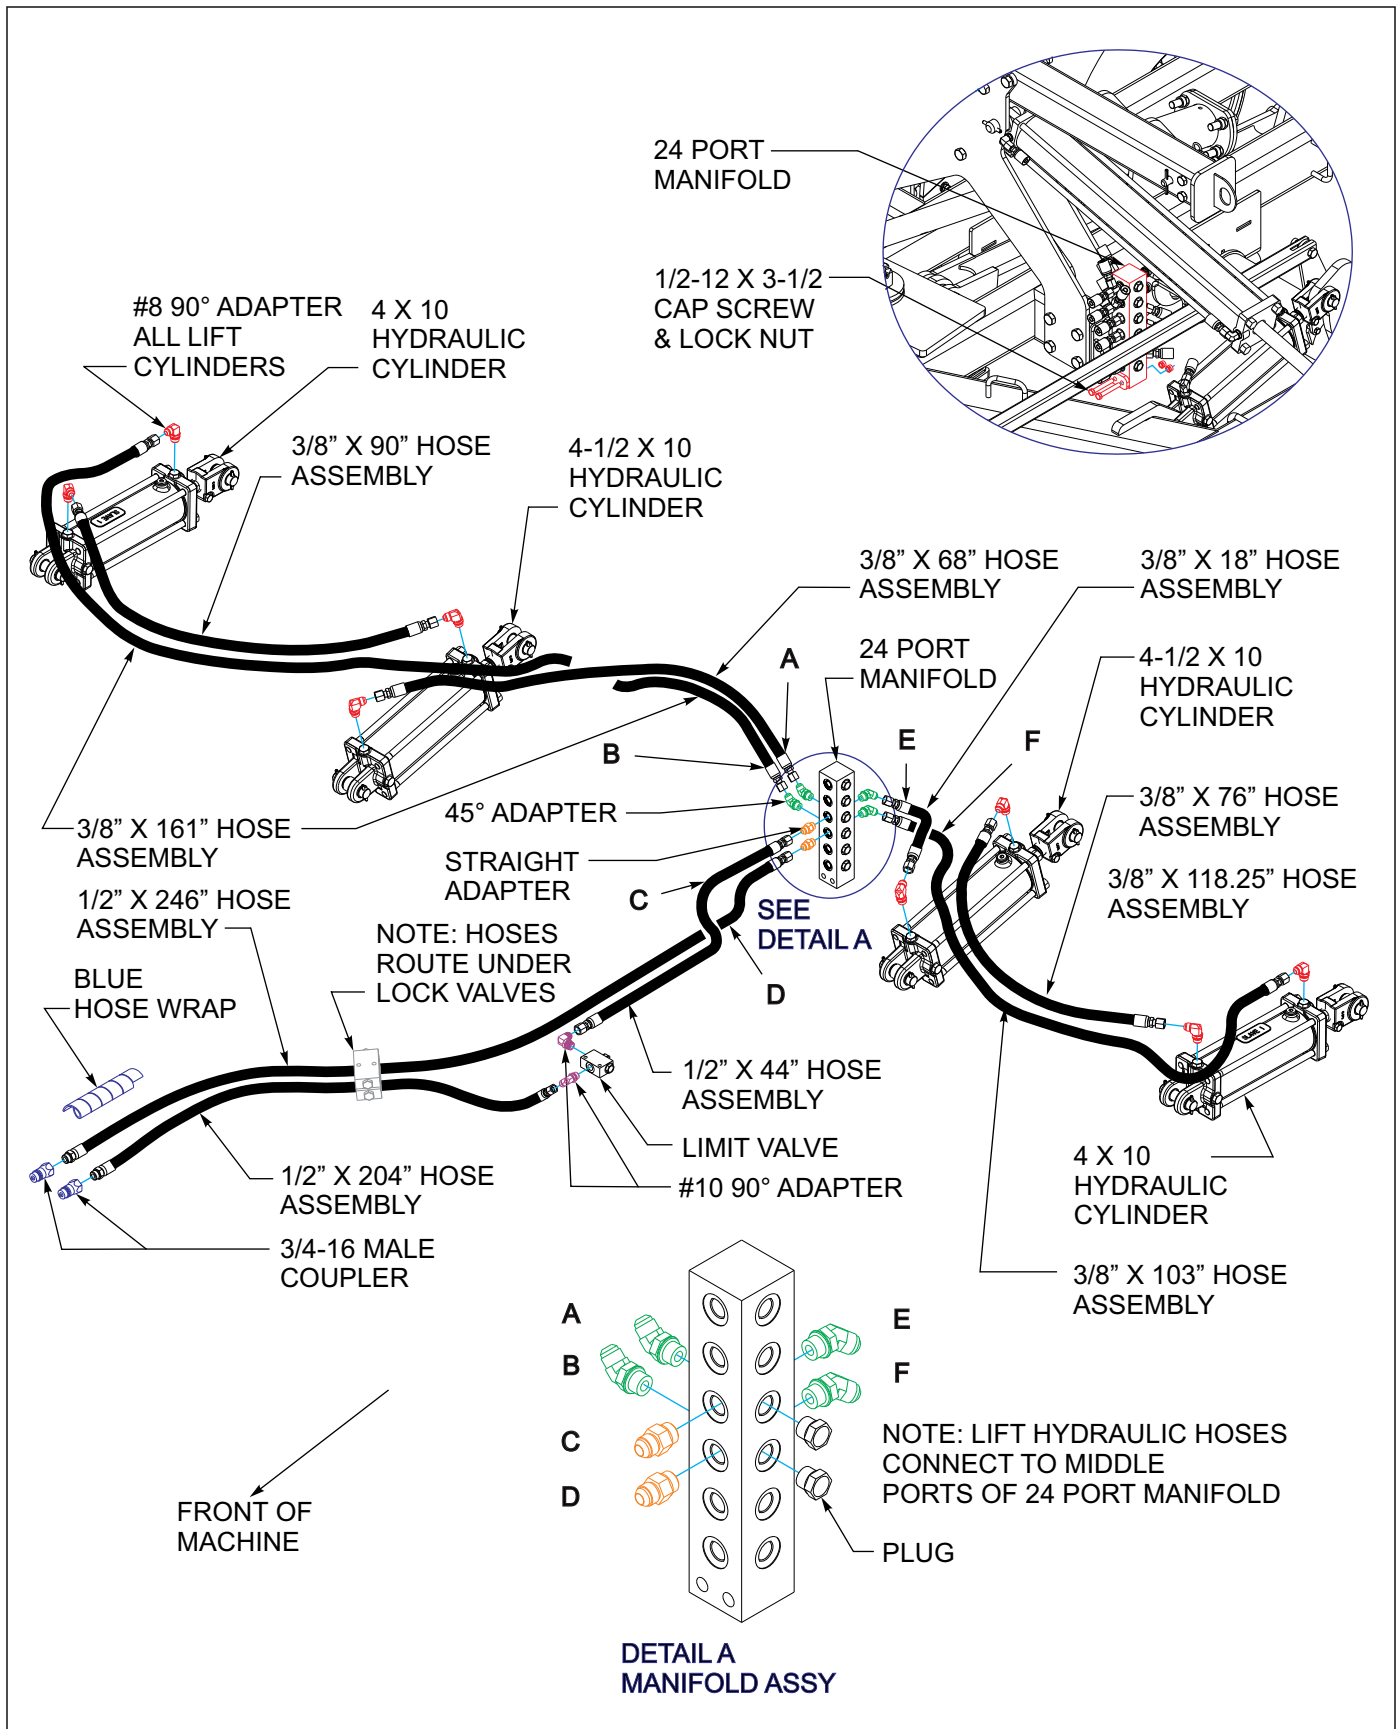 24 PORT
MANIFOLD
1/2-12 X 3-1/2
CAP SCREW
& LOCK NUT
#8 90° ADAPTER
ALL LIFT
CYLINDERS
4 X 10
HYDRAULIC
CYLINDER
3/8” X 90” HOSE
ASSEMBLY
4-1/2 X 10
HYDRAULIC
CYLINDER
3/8” X 68” HOSE
ASSEMBLY
3/8” X 18” HOSE
ASSEMBLY
A
24 PORT
MANIFOLD
4-1/2 X 10
HYDRAULIC
CYLINDER
B
E
F
45° ADAPTER
3/8” X 76” HOSE
ASSEMBLY
3/8” X 161” HOSE
ASSEMBLY
STRAIGHT
ADAPTER
C
3/8” X 118.25” HOSE
ASSEMBLY
1/2” X 246” HOSE
ASSEMBLY
SEE
DETAIL A
NOTE: HOSES
ROUTE UNDER
LOCK VALVES
D
BLUE
HOSE WRAP
1/2” X 44” HOSE
ASSEMBLY
LIMIT VALVE
#10 90° ADAPTER
1/2” X 204” HOSE
ASSEMBLY
4 X 10
HYDRAULIC
CYLINDER
3/4-16 MALE
COUPLER
3/8” X 103” HOSE
ASSEMBLY
A
B
C
D
E
F
NOTE: LIFT HYDRAULIC HOSES
CONNECT TO MIDDLE
PORTS OF 24 PORT MANIFOLD
PLUG
FRONT OF
MACHINE
DETAIL A
MANIFOLD ASSY